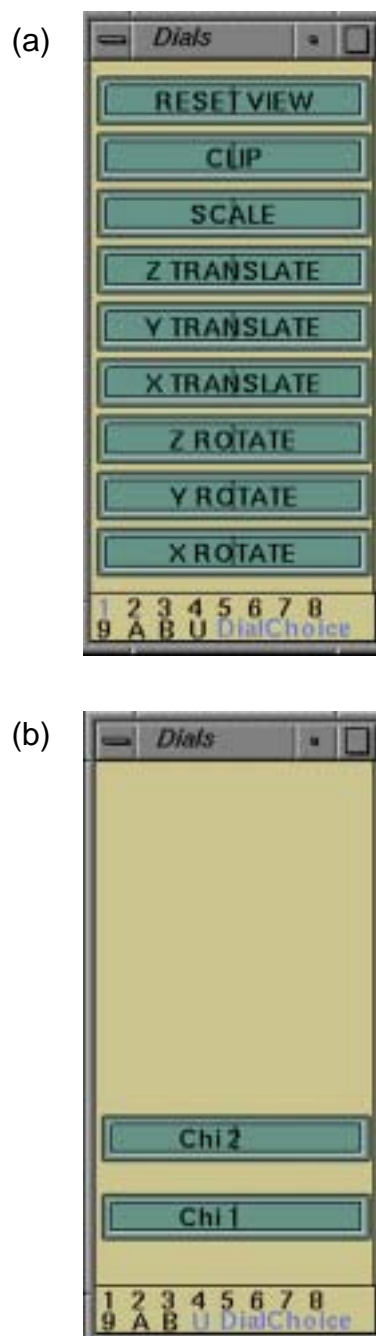 (a)
Dials
RESET VIEW
CLIP
SCALE
Z TRANSLATE
Y TRANSLATE
X TRANSLATE
Z ROTATE
Y ROTATE
X ROTATE
1 2 3 4 5 6 7 8
9 A B U DialChoice
(b)
Dials
Chi 2
Chi 1
1 2 3 4 5 6 7 8
9 A B U DialChoice